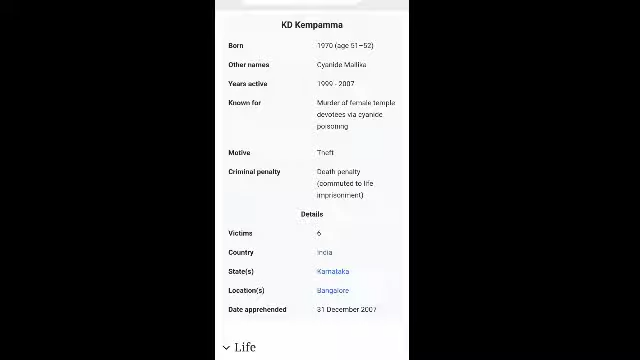 KD Kempamma
Born 1970 (age 51–52)
Other names Cyanide Mallika
Years active 1999 - 2007
Known for Murder of female temple
devotees via cyanide
poisoning
Motive Theft
Criminal penalty Death penalty
(commuted to life
imprisonment)
Details
Victims 6
Country India
State(s) Karnataka
Location(s) Bangalore
Date apprehended 31 December 2007
Life